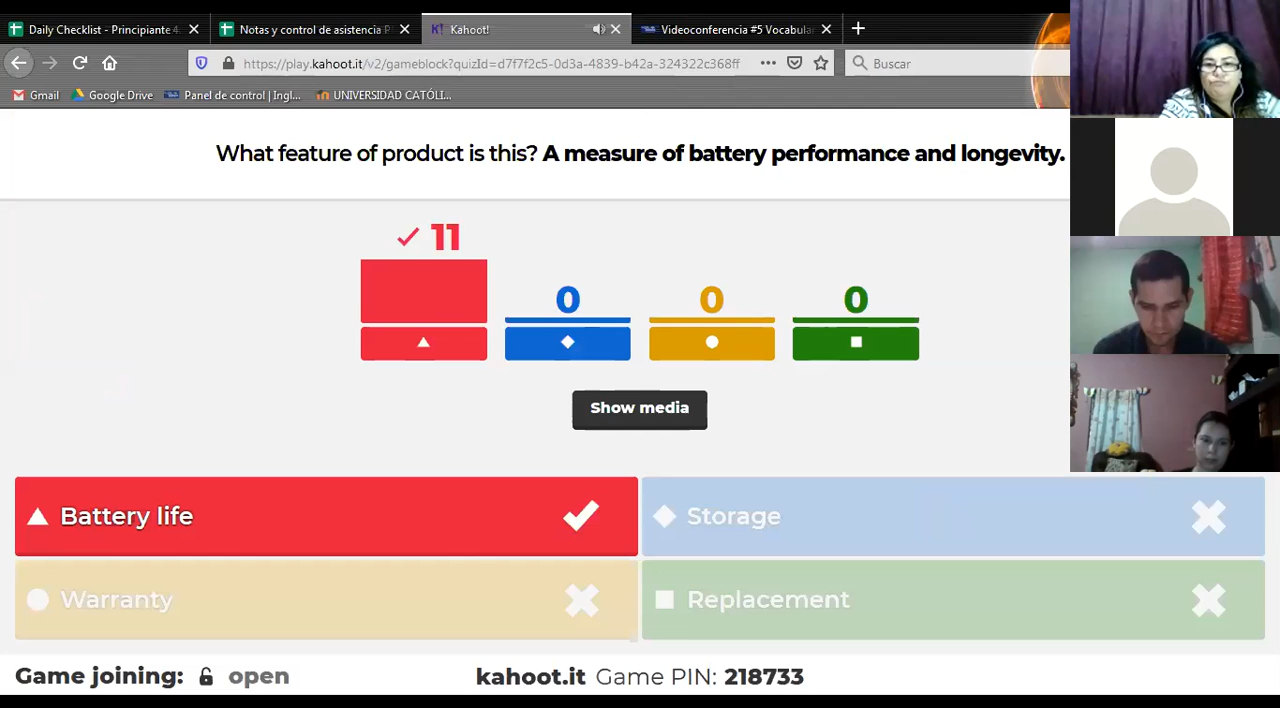 Daily Checklist - Principiante 4.
Notas y control de asistencia P
Kahoot!
Videoconferencia #5 Vocabula
https://play.kahoot.it/v2/gameblock?quizId=d7f7f2c5-0d3a-4839-b42a-324322c368ff
Buscar
Gmail
Google Drive
Panel de control | Ingl...
UNIVERSIDAD CATÓLI...
What feature of product is this? A measure of battery performance and longevity.
11
0
0
0
Show media
Battery life
Storage
Warranty
Replacement
Game joining: open
kahoot.it Game PIN: 218733